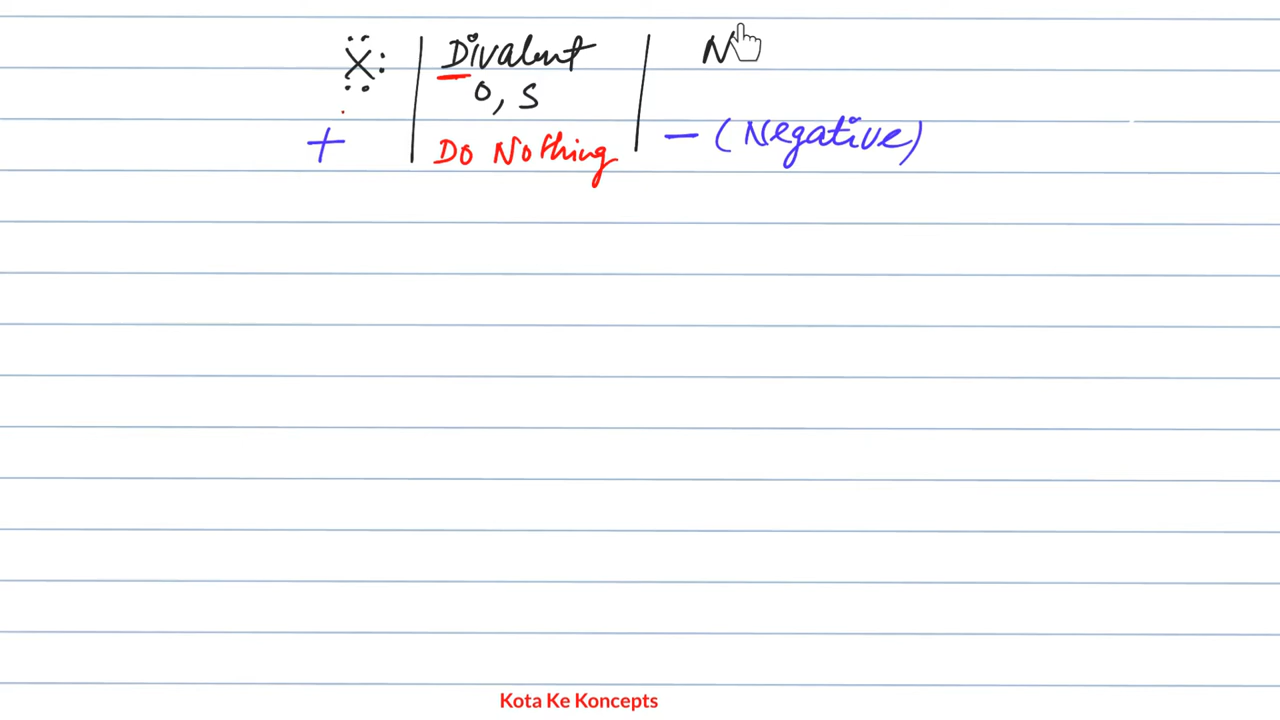 X | Divalent | N
O, S
+ | Do Nothing | – (Negative)
Kota Ke Koncepts